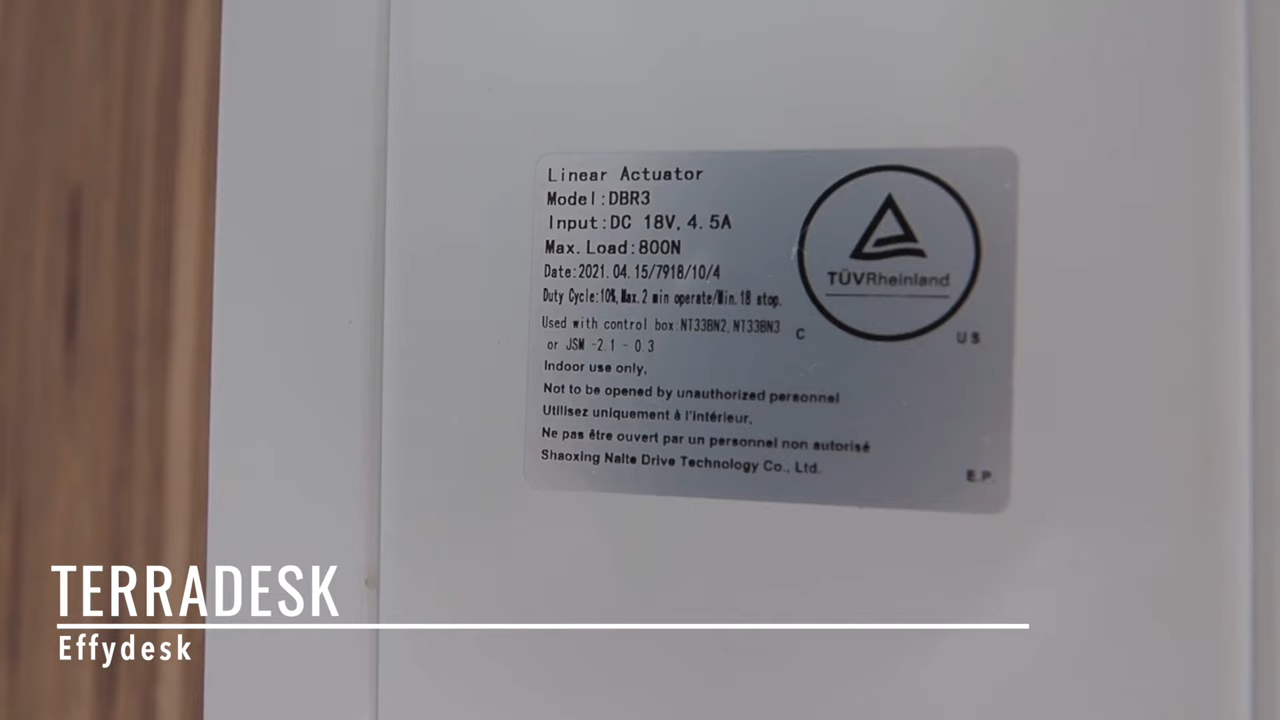 Linear Actuator
Model:DBR3
Input:DC 18V, 4.5A
Max. Load:800N
Date:2021.04.15/7918/10/4
Duty Cycle:10%,Max.2 min operate/Min.18 stop.
Used with control box:NT33BN2,NT33BN3
or JSM -2.1 - 0.3
Indoor use only,
Not to be opened by unauthorized personnel
Utilisez uniquement à l'intérieur,
Ne pas être ouvert par un personnel non autorisé
Shaoxing Naite Drive Technology Co., Ltd.
TÜVRheinland
C US
E.P.
TERRADESK
Effydesk